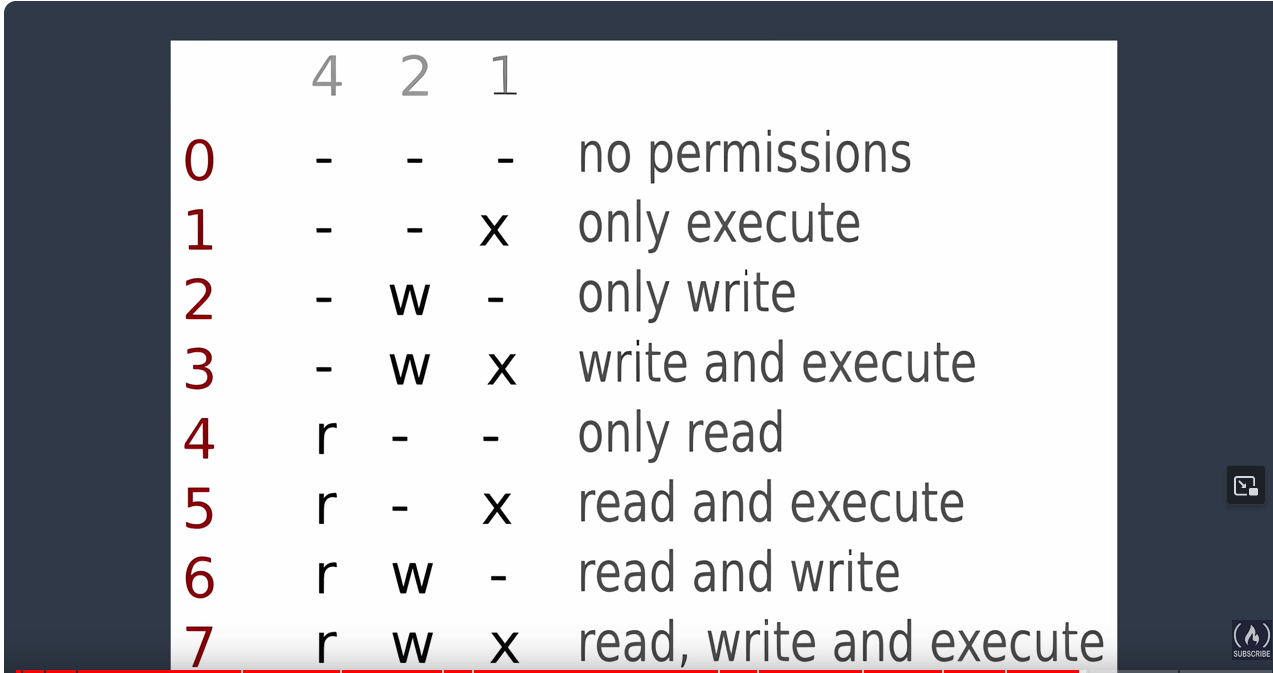 4 2 1
0 - - - no permissions
1 - - x only execute
2 - w - only write
3 - w x write and execute
4 r - - only read
5 r - x read and execute
6 r w - read and write
7 r w x read, write and execute
SUBSCRIBE